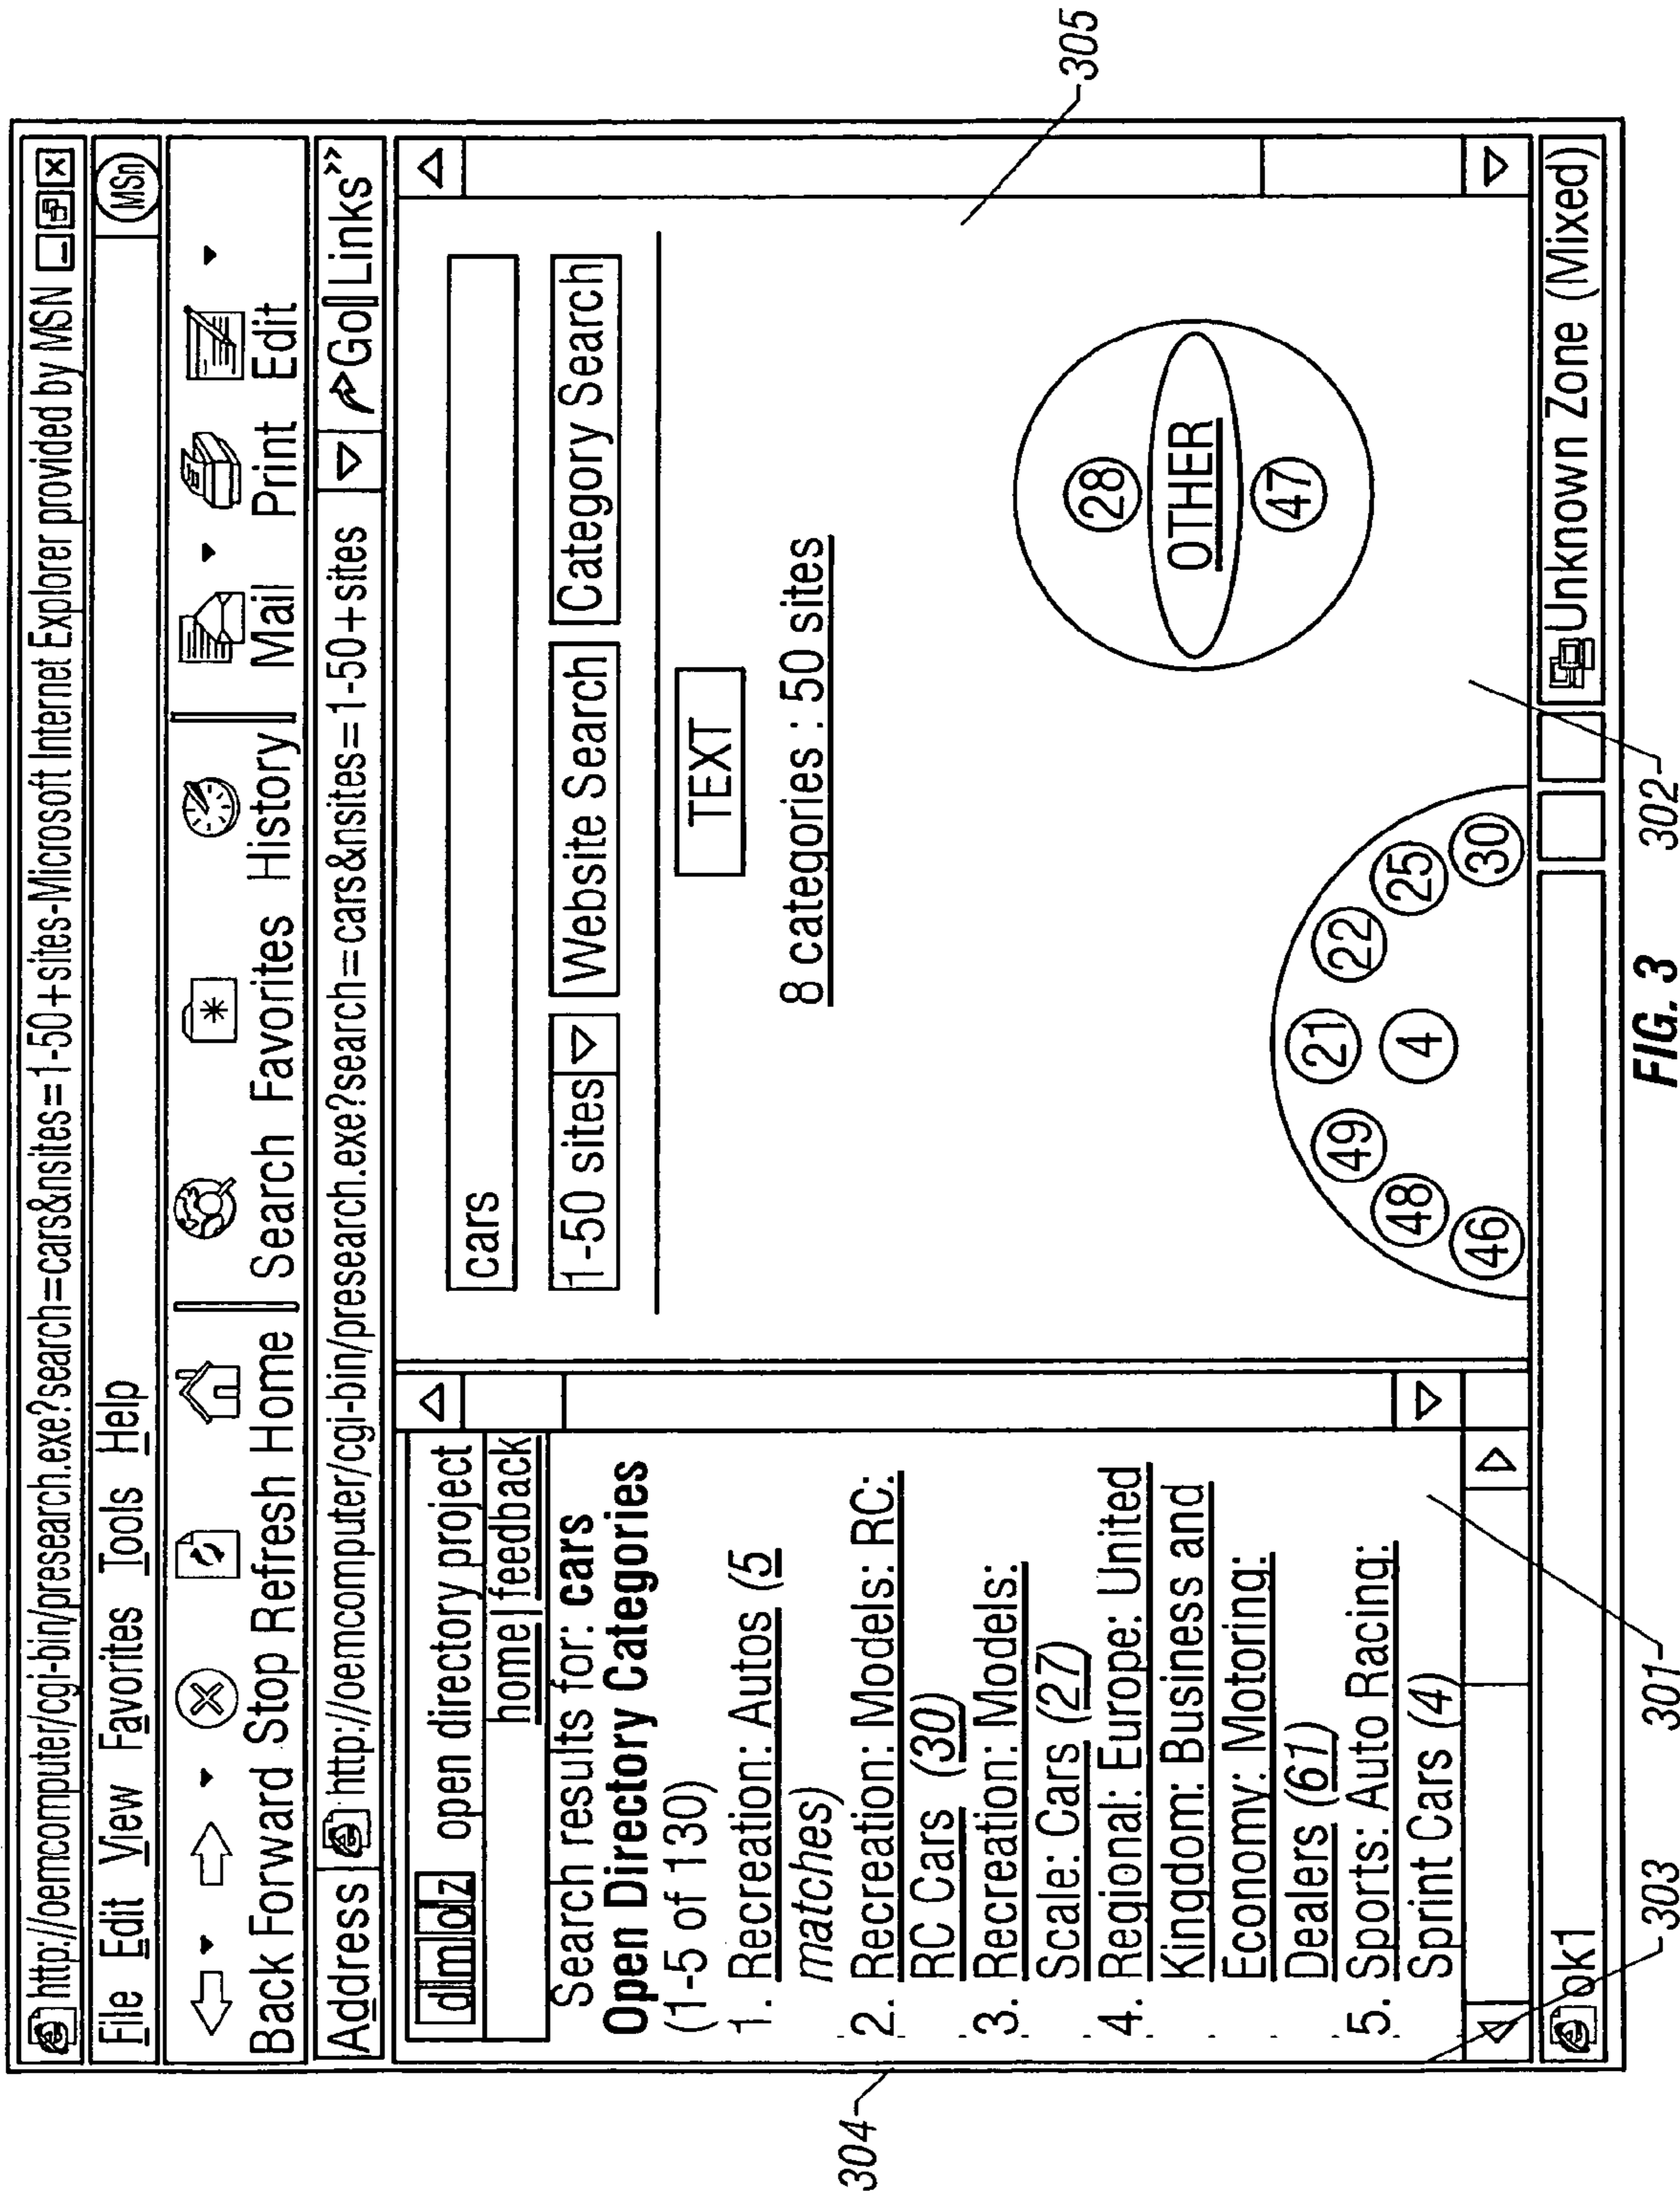 http://oemcomputer/cgi-bin/presearch.exe?search=cars&nsites=1-50+sites-Microsoft Internet Explorer provided by MSN
File Edit View Favorites Tools Help
MSn
Back Forward Stop Refresh Home Search Favorites History Mail Print Edit
Address http://oemcomputer/cgi-bin/presearch.exe?search=cars&nsites=1-50+sites Go Links»
d m o z open directory project
home feedback
Search results for: cars
Open Directory Categories
(1-5 of 130)
1. Recreation: Autos (5
matches)
2. Recreation: Models: RC:
RC Cars (30)
3. Recreation: Models:
Scale: Cars (27)
4. Regional: Europe: United
Kingdom: Business and
Economy: Motoring:
Dealers (61)
5. Sports: Auto Racing:
Sprint Cars (4)
cars
1-50 sites Website Search Category Search
TEXT
8 categories : 50 sites
28
OTHER
47
46
48
49
21
4
22
25
30
ok1
Unknown Zone (Mixed)
304
303
301
302
305
FIG. 3